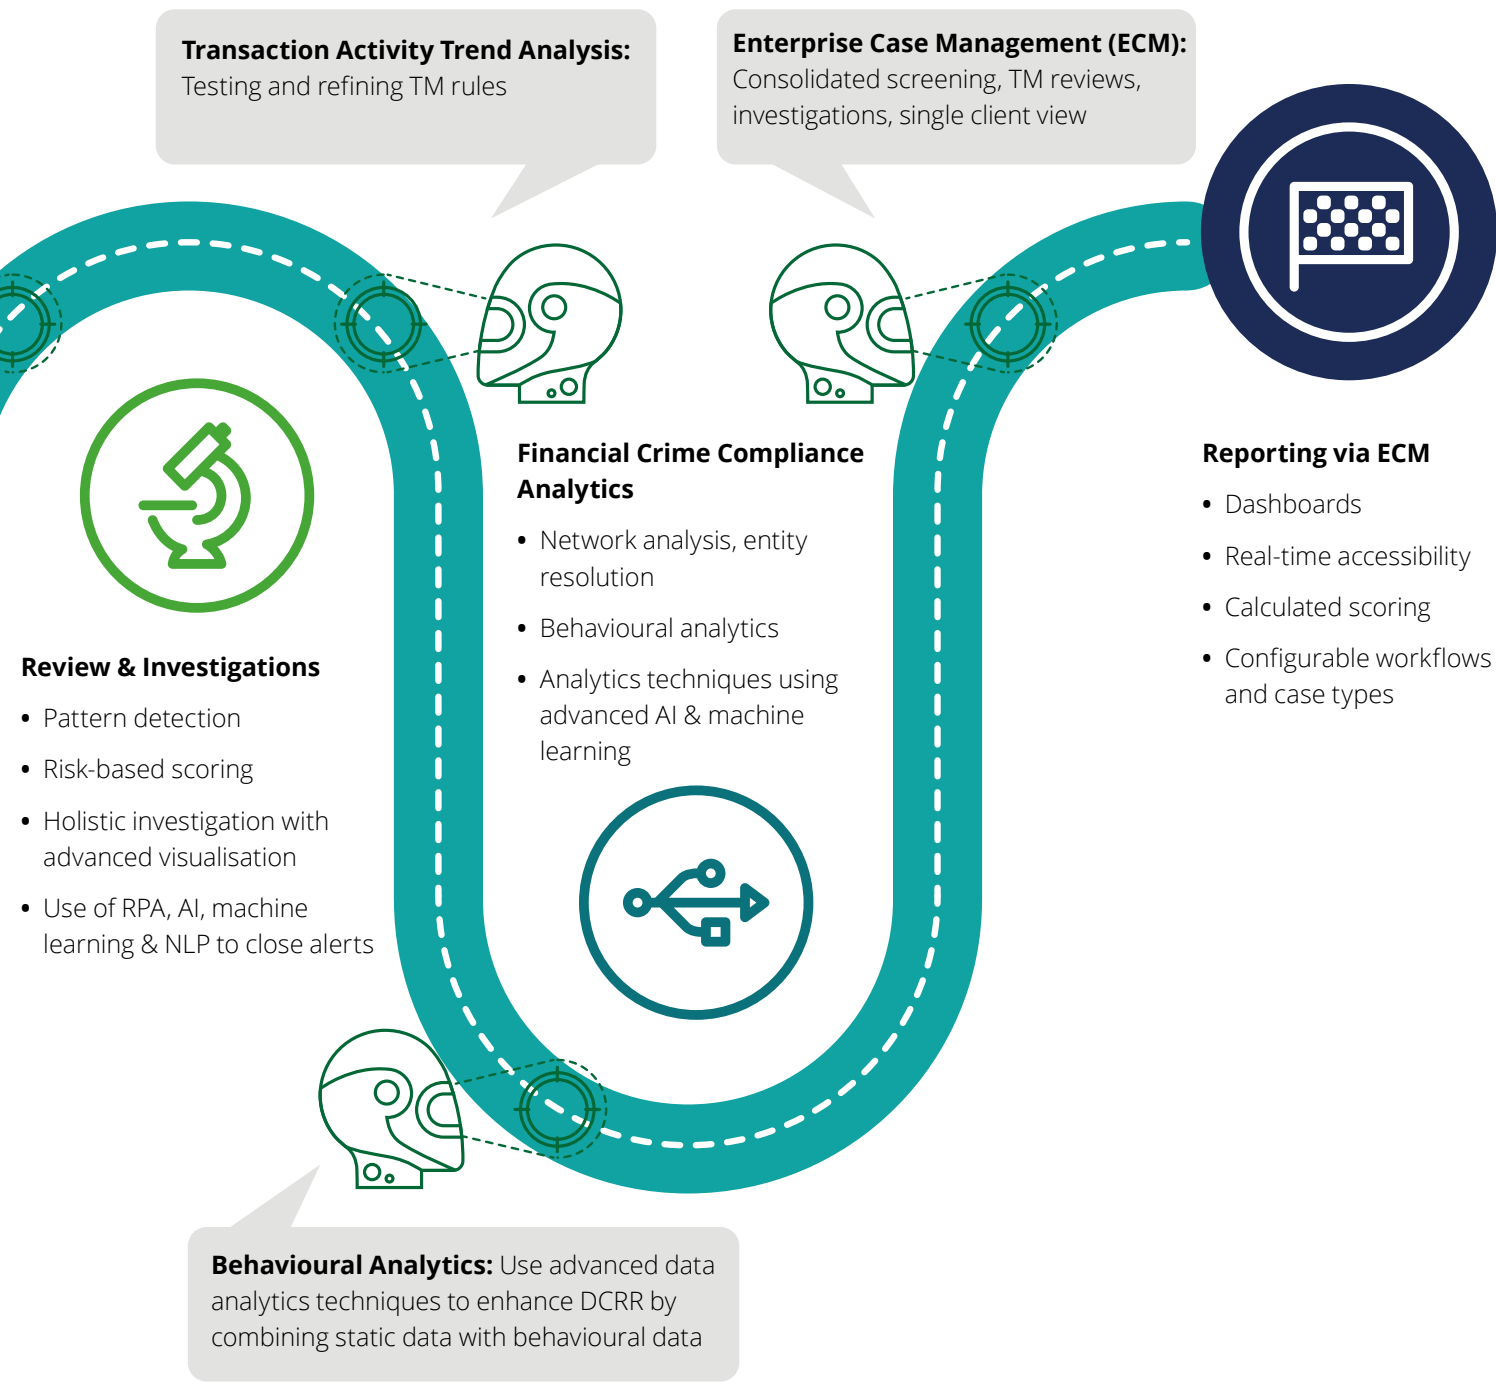 Transaction Activity Trend Analysis:
Testing and refining TM rules
Enterprise Case Management (ECM):
Consolidated screening, TM reviews,
investigations, single client view
Review & Investigations
• Pattern detection
• Risk-based scoring
• Holistic investigation with
advanced visualisation
• Use of RPA, AI, machine
learning & NLP to close alerts
Financial Crime Compliance
Analytics
• Network analysis, entity
resolution
• Behavioural analytics
• Analytics techniques using
advanced AI & machine
learning
Reporting via ECM
• Dashboards
• Real-time accessibility
• Calculated scoring
• Configurable workflows
and case types
Behavioural Analytics: Use advanced data
analytics techniques to enhance DCRR by
combining static data with behavioural data